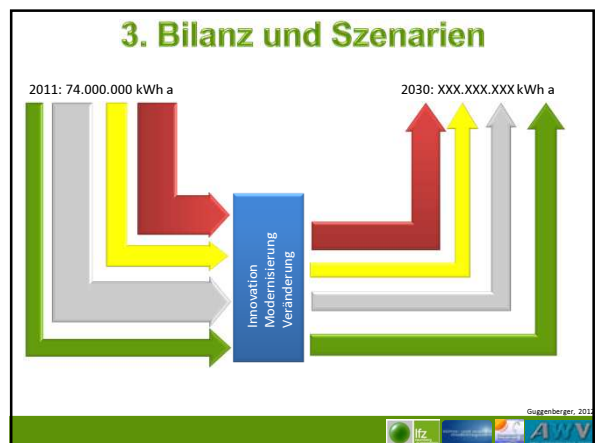 3. Bilanz und Szenarien
2011: 74.000.000 kWh a
2030: XXX.XXX.XXX kWh a
Innovation
Modernisierung
Veränderung
Guggenberger, 2012
lfz
AWV